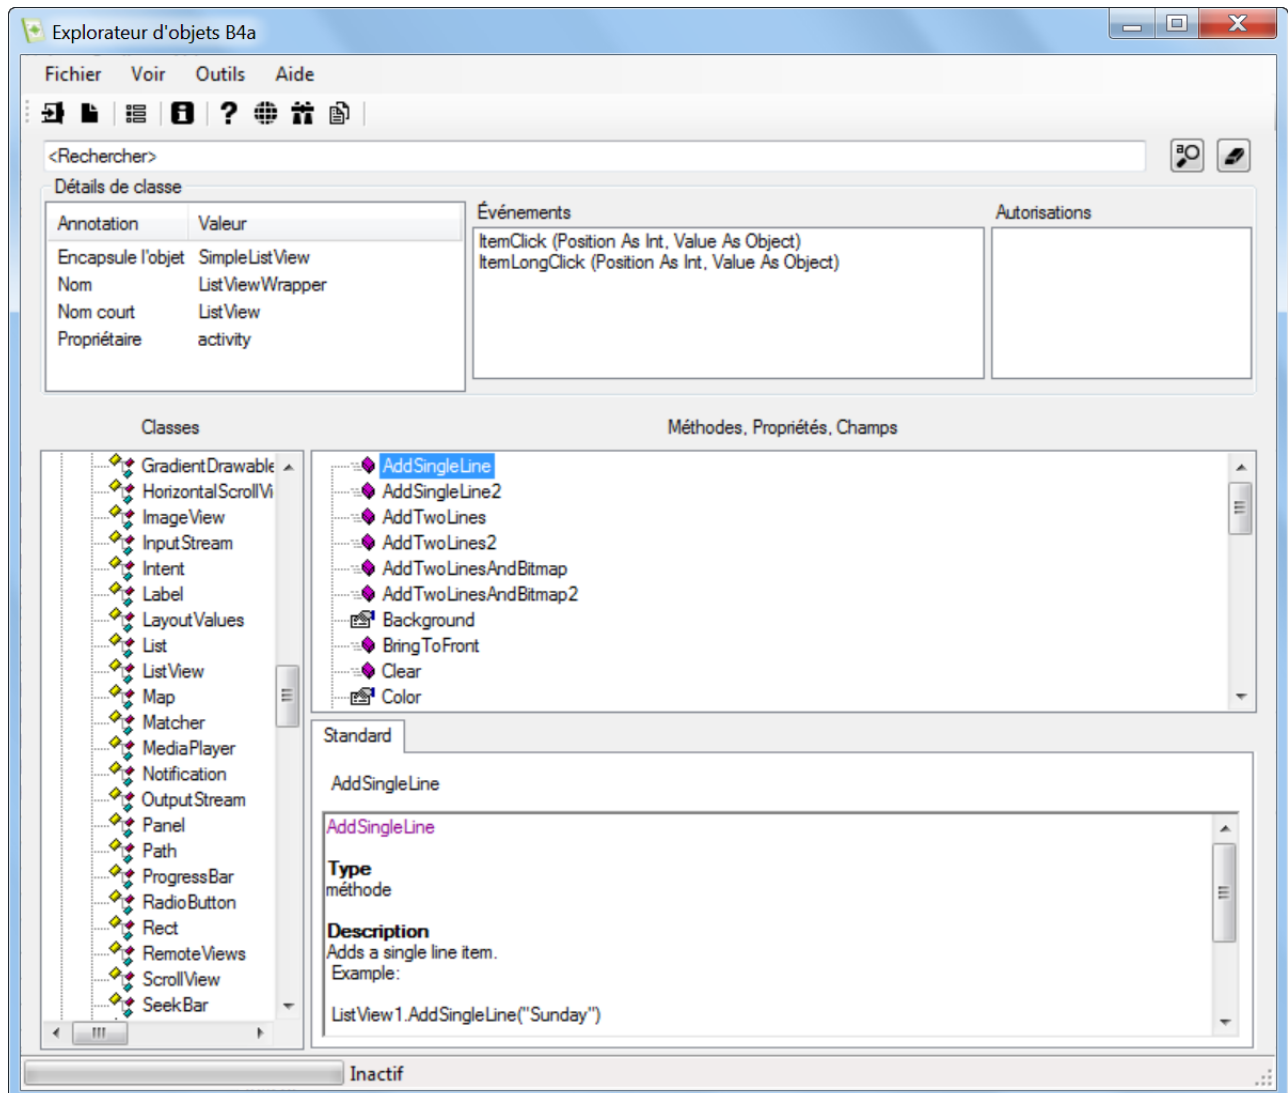 Explorateur d'objets B4a
Fichier Voir Outils Aide
<Rechercher>
Détails de classe
Annotation Valeur
Encapsule l'objet SimpleListView
Nom ListViewWrapper
Nom court ListView
Propriétaire activity
Événements
ItemClick (Position As Int, Value As Object)
ItemLongClick (Position As Int, Value As Object)
Autorisations
Classes
GradientDrawable
HorizontalScrollVi
ImageView
InputStream
Intent
Label
LayoutValues
List
ListView
Map
Matcher
MediaPlayer
Notification
OutputStream
Panel
Path
ProgressBar
RadioButton
Rect
RemoteViews
ScrollView
SeekBar
Méthodes, Propriétés, Champs
AddSingleLine
AddSingleLine2
AddTwoLines
AddTwoLines2
AddTwoLinesAndBitmap
AddTwoLinesAndBitmap2
Background
BringToFront
Clear
Color
Standard
AddSingleLine
AddSingleLine
Type
méthode
Description
Adds a single line item.
Example:
ListView1.AddSingleLine("Sunday")
Inactif